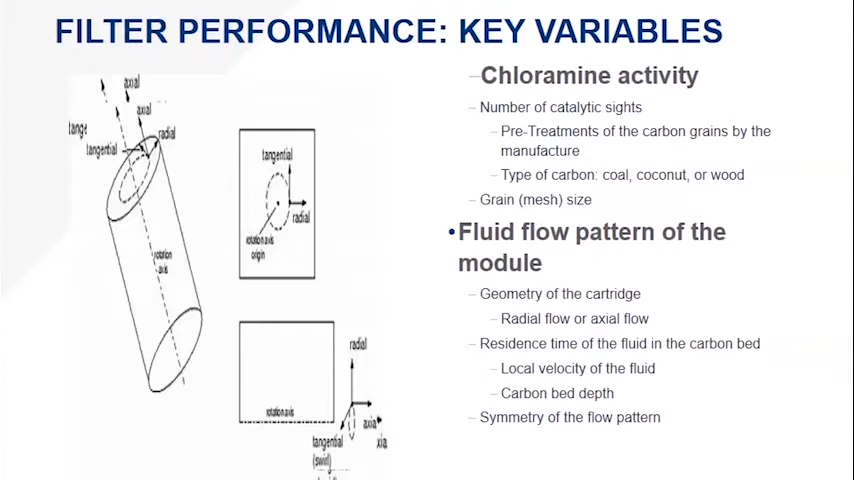 FILTER PERFORMANCE: KEY VARIABLES
–Chloramine activity
– Number of catalytic sights
– Pre-Treatments of the carbon grains by the
manufacture
– Type of carbon: coal, coconut, or wood
– Grain (mesh) size
•Fluid flow pattern of the
module
– Geometry of the cartridge
– Radial flow or axial flow
– Residence time of the fluid in the carbon bed
– Local velocity of the fluid
– Carbon bed depth
– Symmetry of the flow pattern
axial
axial
radial
tangential
rotation
axis
tangential
radial
rotation axis
origin
radial
rotation axis
axia
tangential
(swirl)